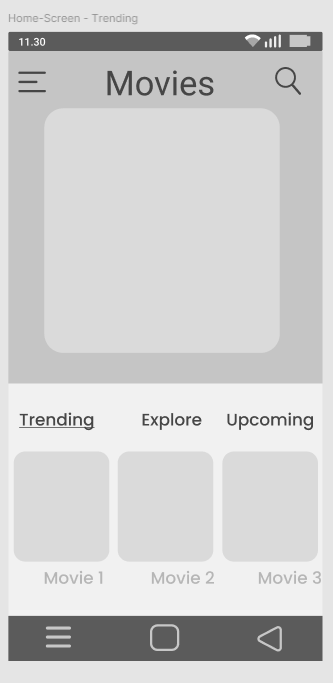 Home-Screen - Trending
11.30
Movies
Trending Explore Upcoming
Movie 1 Movie 2 Movie 3